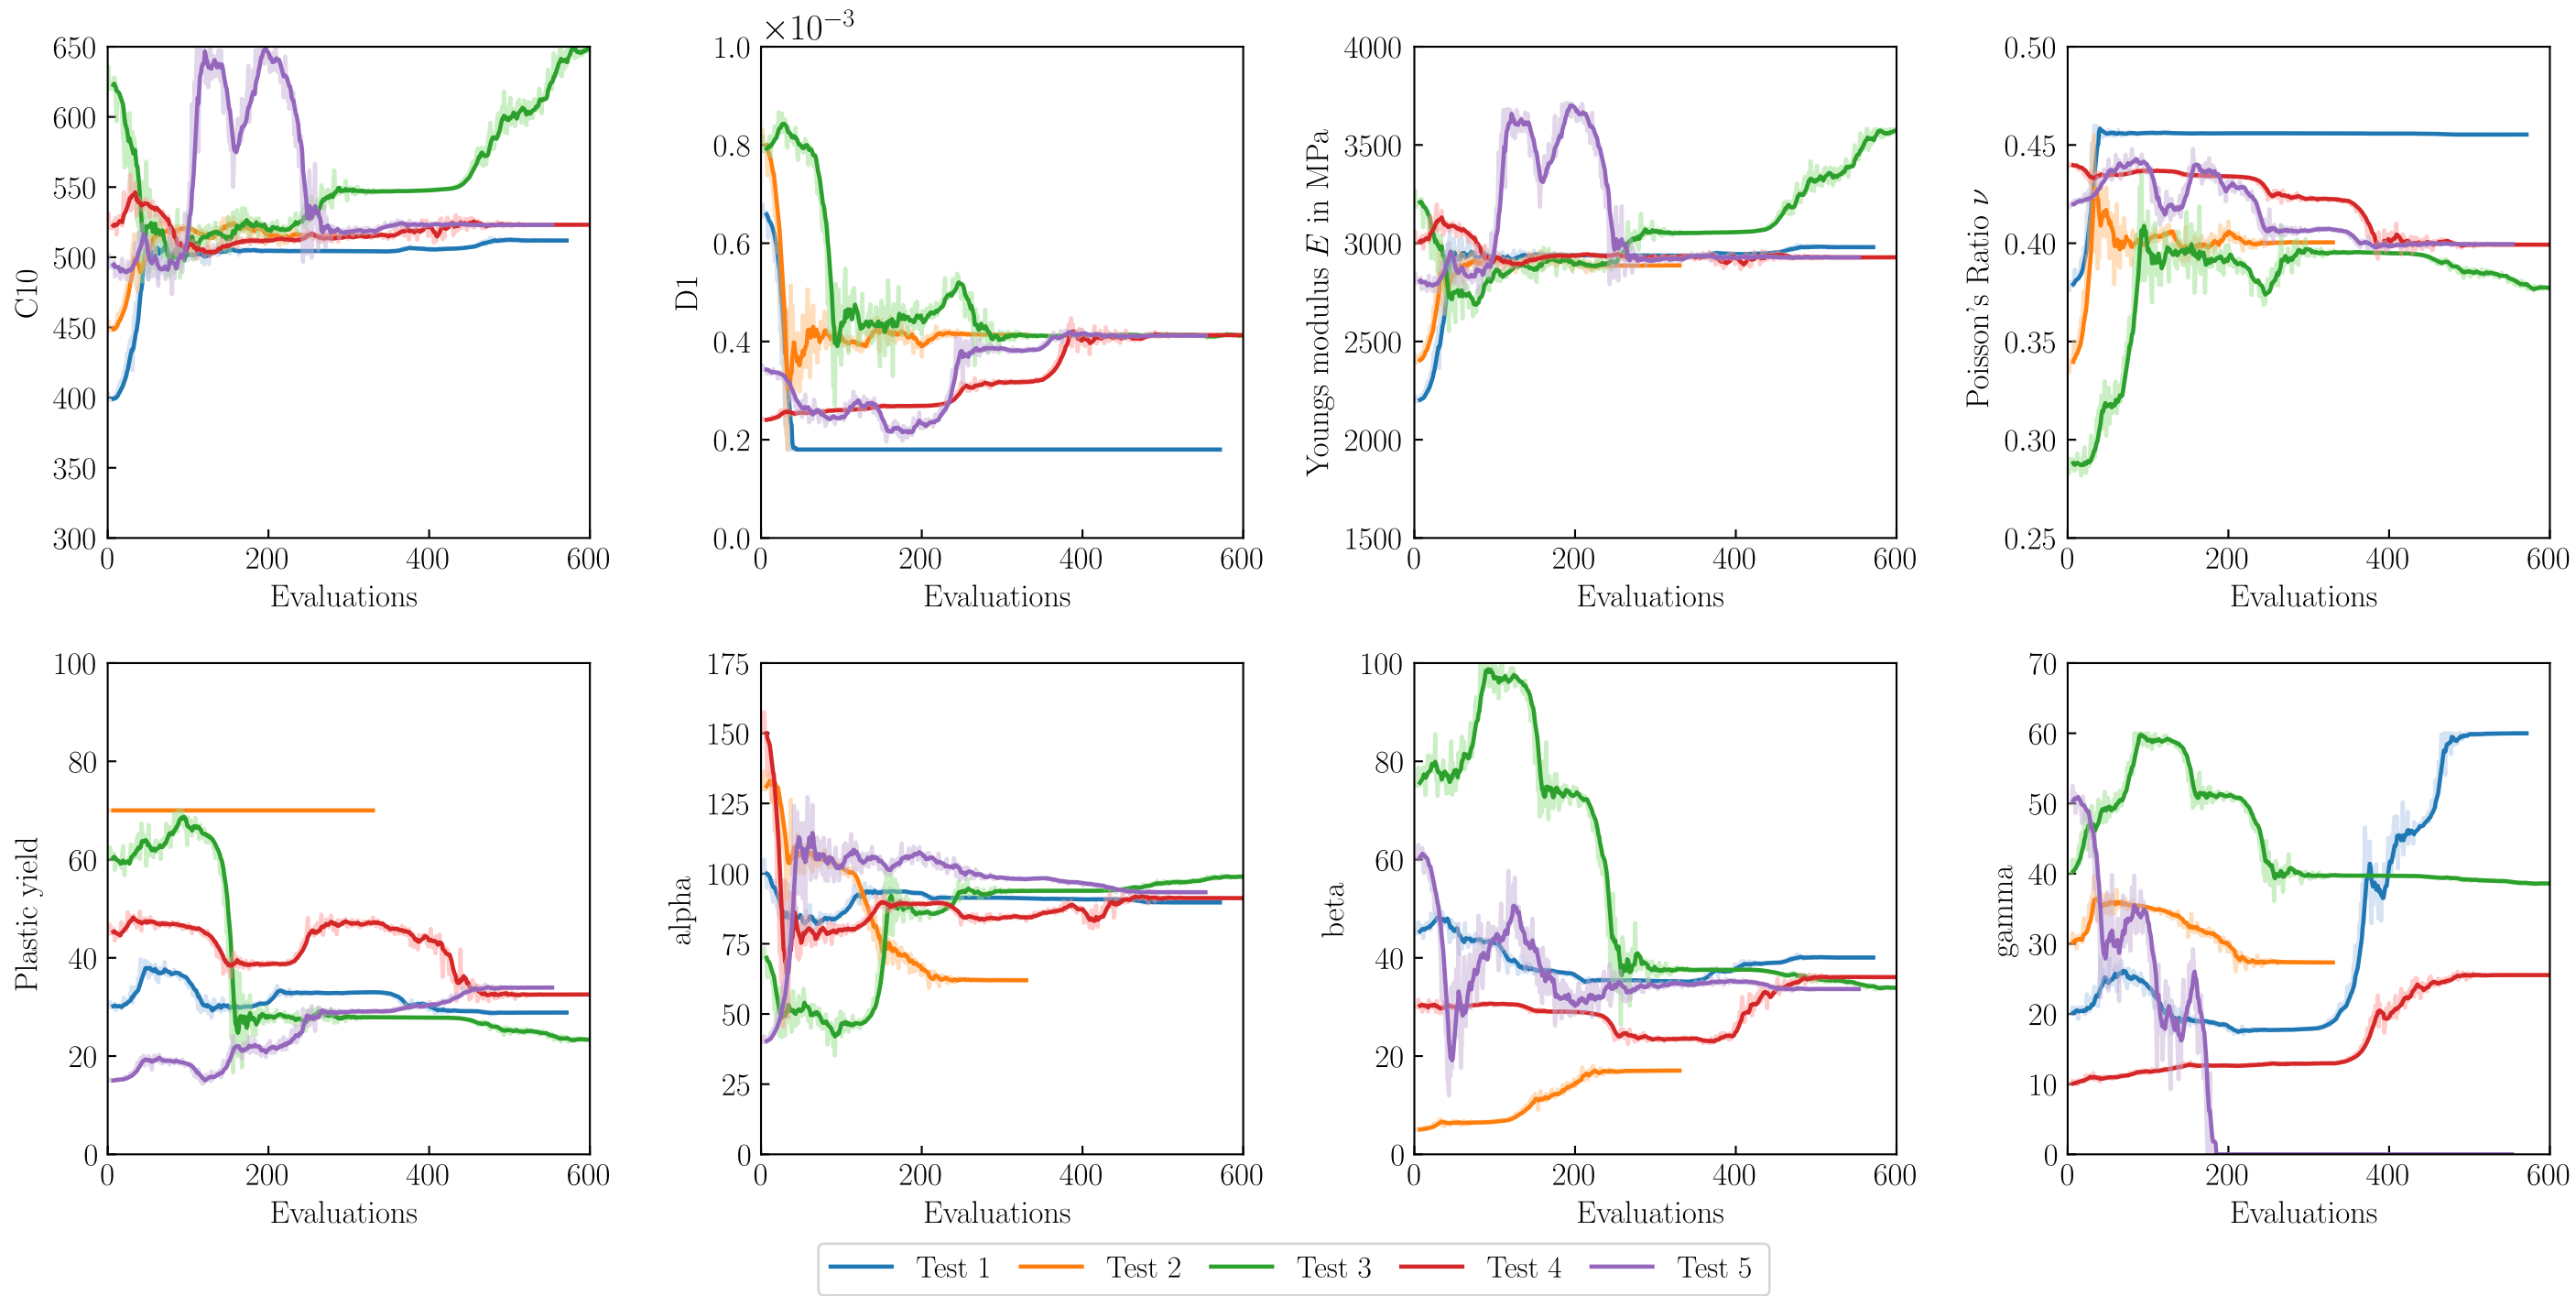 ×10⁻³
650
600
550
500
450
400
350
300
C10
0 200 400 600
Evaluations
1.0
0.8
0.6
0.4
0.2
0.0
D1
0 200 400 600
Evaluations
4000
3500
3000
2500
2000
1500
Youngs modulus E in MPa
0 200 400 600
Evaluations
0.50
0.45
0.40
0.35
0.30
0.25
Poisson's Ratio ν
0 200 400 600
Evaluations
100
80
60
40
20
0
Plastic yield
0 200 400 600
Evaluations
175
150
125
100
75
50
25
0
alpha
0 200 400 600
Evaluations
100
80
60
40
20
0
beta
0 200 400 600
Evaluations
70
60
50
40
30
20
10
0
gamma
0 200 400 600
Evaluations
Test 1 Test 2 Test 3 Test 4 Test 5